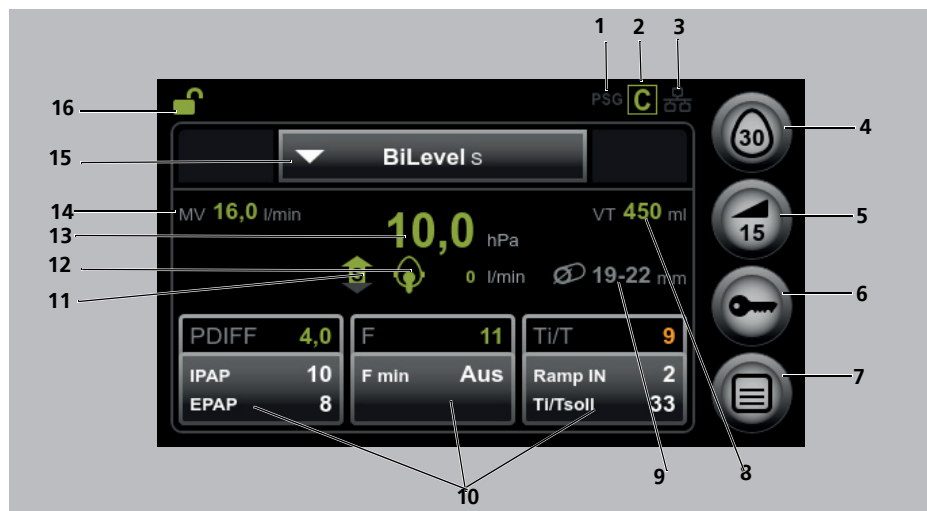 1 2 3
PSG C
16
30 4
15 BiLevel S
14 MV 16,0 l/min VT 450 ml 15 5
13 10,0 hPa
12 0 l/min 19-22 mm
11 S 6
PDIFF 4,0 F 11 Ti/T 9
IPAP 10 F min Aus Ramp IN 2 7
EPAP 8 Ti/Tsoll 33
10 9 8